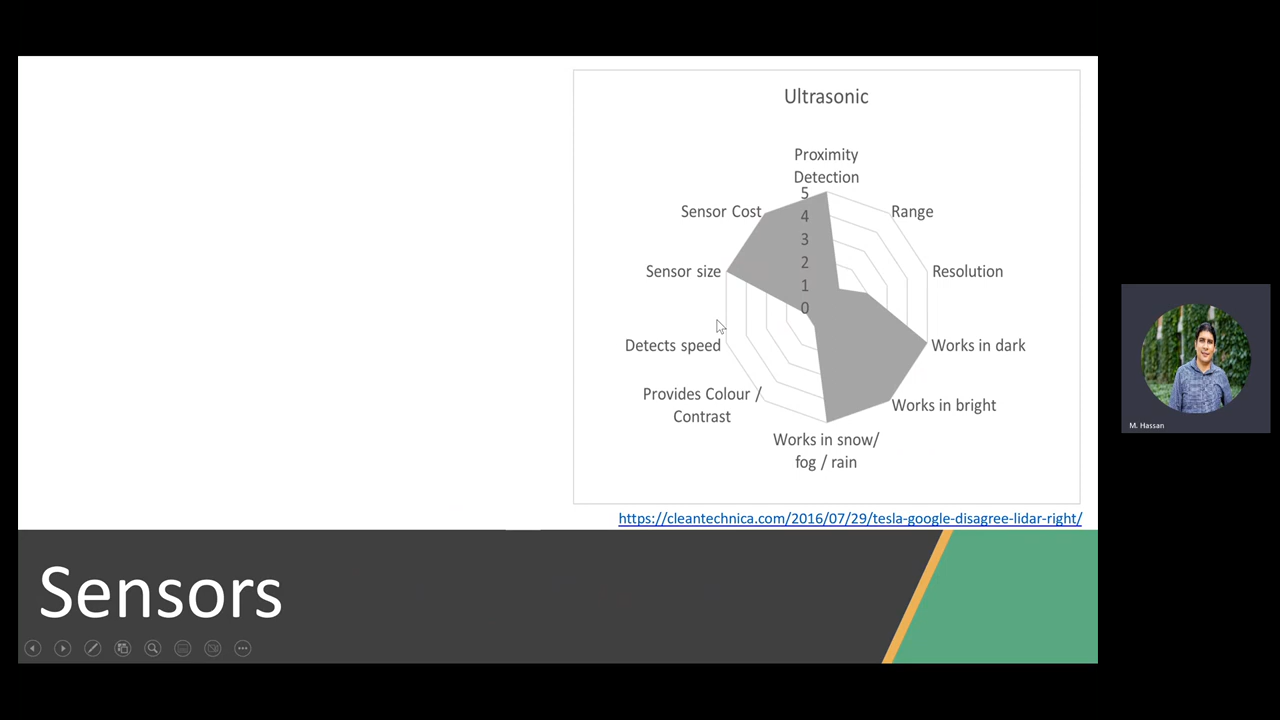 Ultrasonic
Proximity
Detection
5
4
3
2
1
0
Range
Resolution
Works in dark
Works in bright
Works in snow/
fog / rain
Provides Colour /
Contrast
Detects speed
Sensor size
Sensor Cost
https://cleantechnica.com/2016/07/29/tesla-google-disagree-lidar-right/
Sensors
M. Hassan